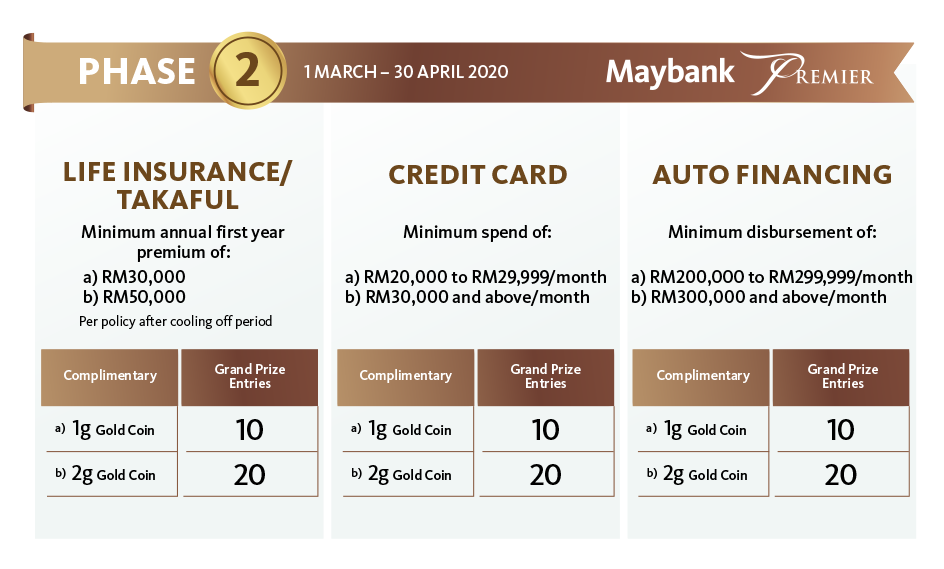 PHASE 2 1 MARCH – 30 APRIL 2020 Maybank PREMIER
LIFE INSURANCE/
TAKAFUL
Minimum annual first year
premium of:
a) RM30,000
b) RM50,000
Per policy after cooling off period
Complimentary
Grand Prize
Entries
a) 1g Gold Coin 10
b) 2g Gold Coin 20
CREDIT CARD
Minimum spend of:
a) RM20,000 to RM29,999/month
b) RM30,000 and above/month
Complimentary
Grand Prize
Entries
a) 1g Gold Coin 10
b) 2g Gold Coin 20
AUTO FINANCING
Minimum disbursement of:
a) RM200,000 to RM299,999/month
b) RM300,000 and above/month
Complimentary
Grand Prize
Entries
a) 1g Gold Coin 10
b) 2g Gold Coin 20